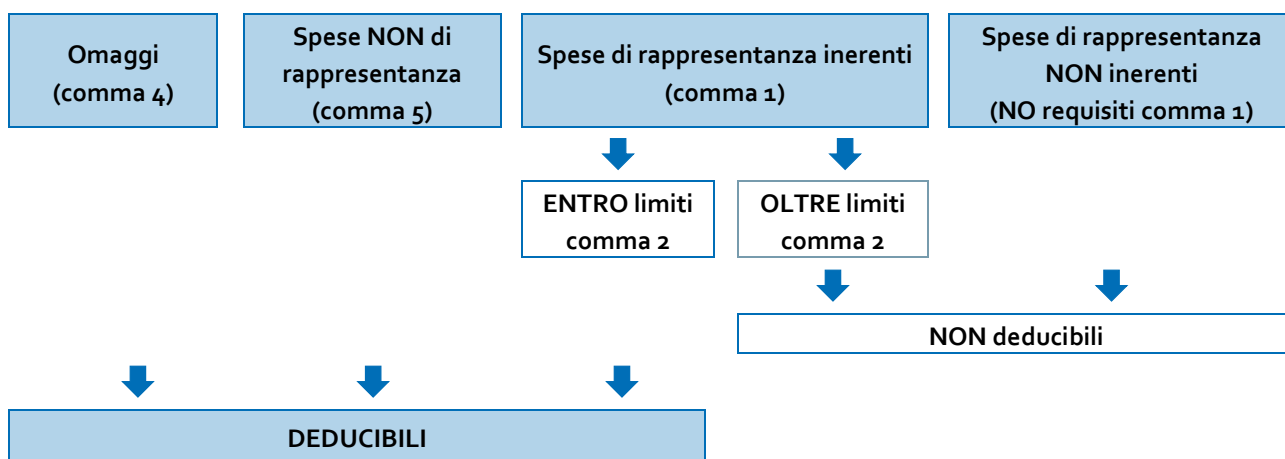 Omaggi
(comma 4)
Spese NON di
rappresentanza
(comma 5)
Spese di rappresentanza inerenti
(comma 1)
Spese di rappresentanza
NON inerenti
(NO requisiti comma 1)
ENTRO limiti
comma 2
OLTRE limiti
comma 2
NON deducibili
DEDUCIBILI